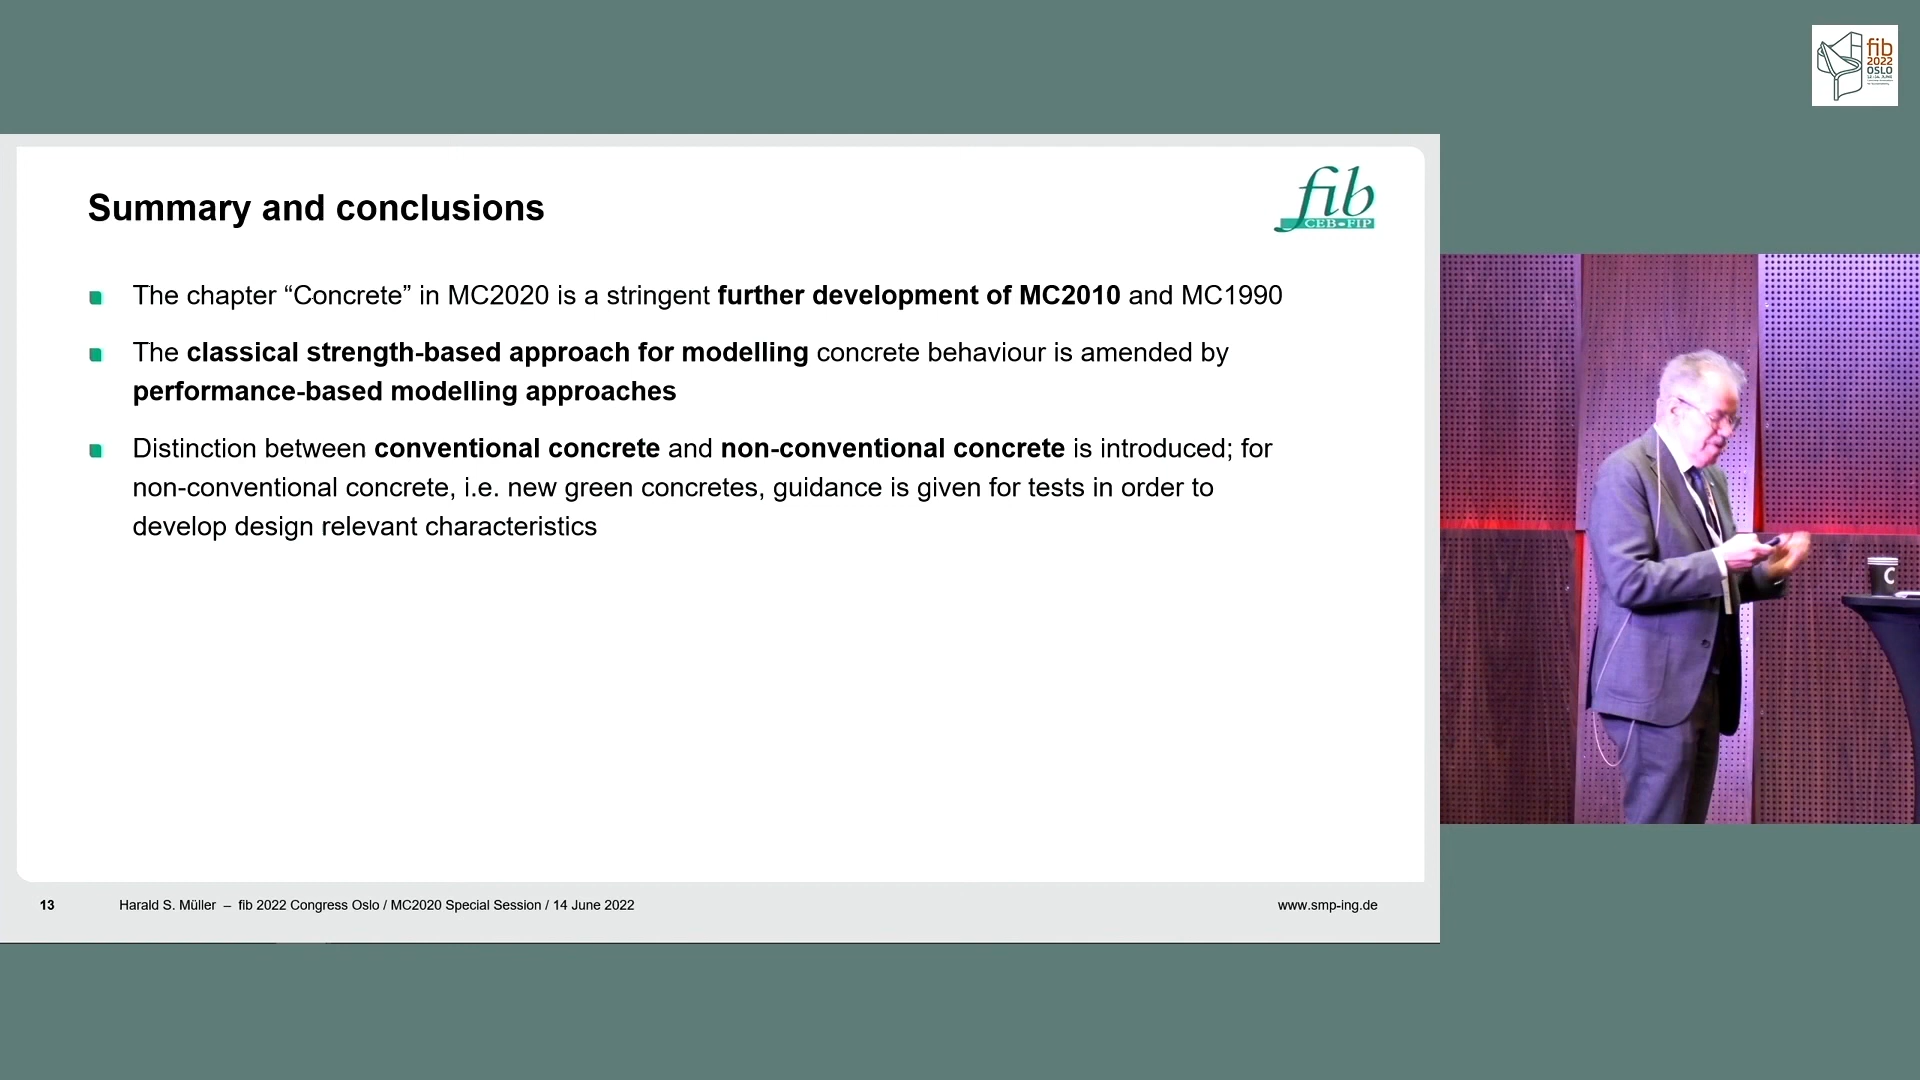 fib
2022
OSLO
Summary and conclusions
fib
CEB-FIP
The chapter “Concrete” in MC2020 is a stringent further development of MC2010 and MC1990
The classical strength-based approach for modelling concrete behaviour is amended by
performance-based modelling approaches
Distinction between conventional concrete and non-conventional concrete is introduced; for
non-conventional concrete, i.e. new green concretes, guidance is given for tests in order to
develop design relevant characteristics
C
13 Harald S. Müller – fib 2022 Congress Oslo / MC2020 Special Session / 14 June 2022 www.smp-ing.de